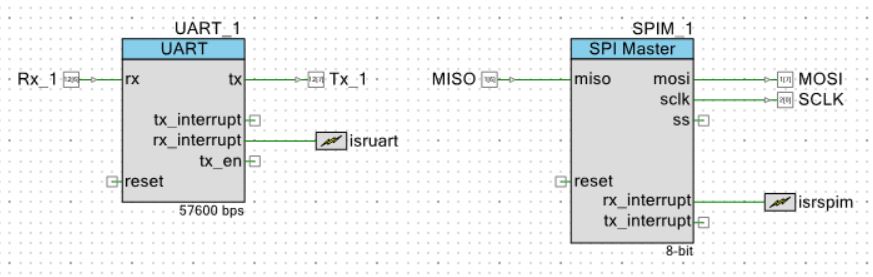 UART_1
UART
Rx_1
rx
tx
Tx_1
tx_interrupt
rx_interrupt
isruart
tx_en
reset
57600 bps
SPIM_1
SPI Master
MISO
miso
mosi
MOSI
sclk
SCLK
ss
reset
rx_interrupt
isrspim
tx_interrupt
8-bit